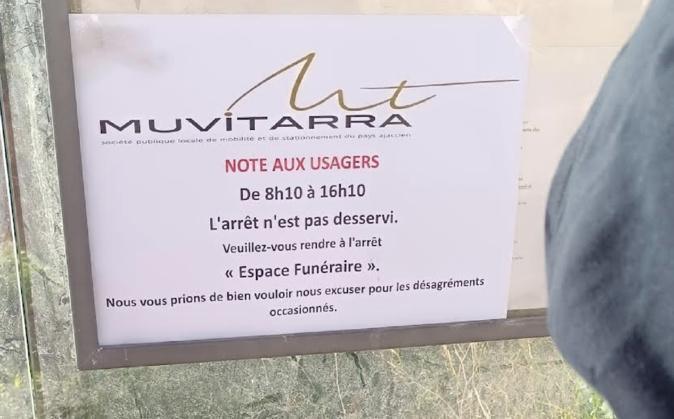 Mt
MUVITARRA
société publique locale de mobilité et de stationnement du pays ajaccien
NOTE AUX USAGERS
De 8h10 à 16h10
L'arrêt n'est pas desservi.
Veuillez-vous rendre à l'arrêt
« Espace Funéraire ».
Nous vous prions de bien vouloir nous excuser pour les désagréments
occasionnés.